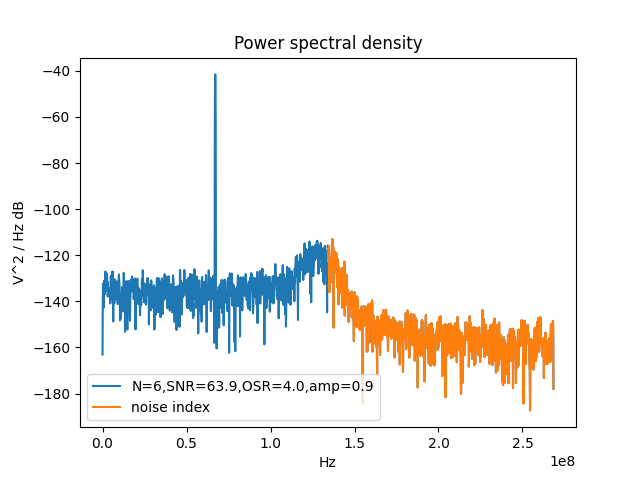 Power spectral density
V^2 / Hz dB
−40
−60
−80
−100
−120
−140
−160
−180
N=6,SNR=63.9,OSR=4.0,amp=0.9
noise index
0.0 0.5 1.0 1.5 2.0 2.5
1e8
Hz